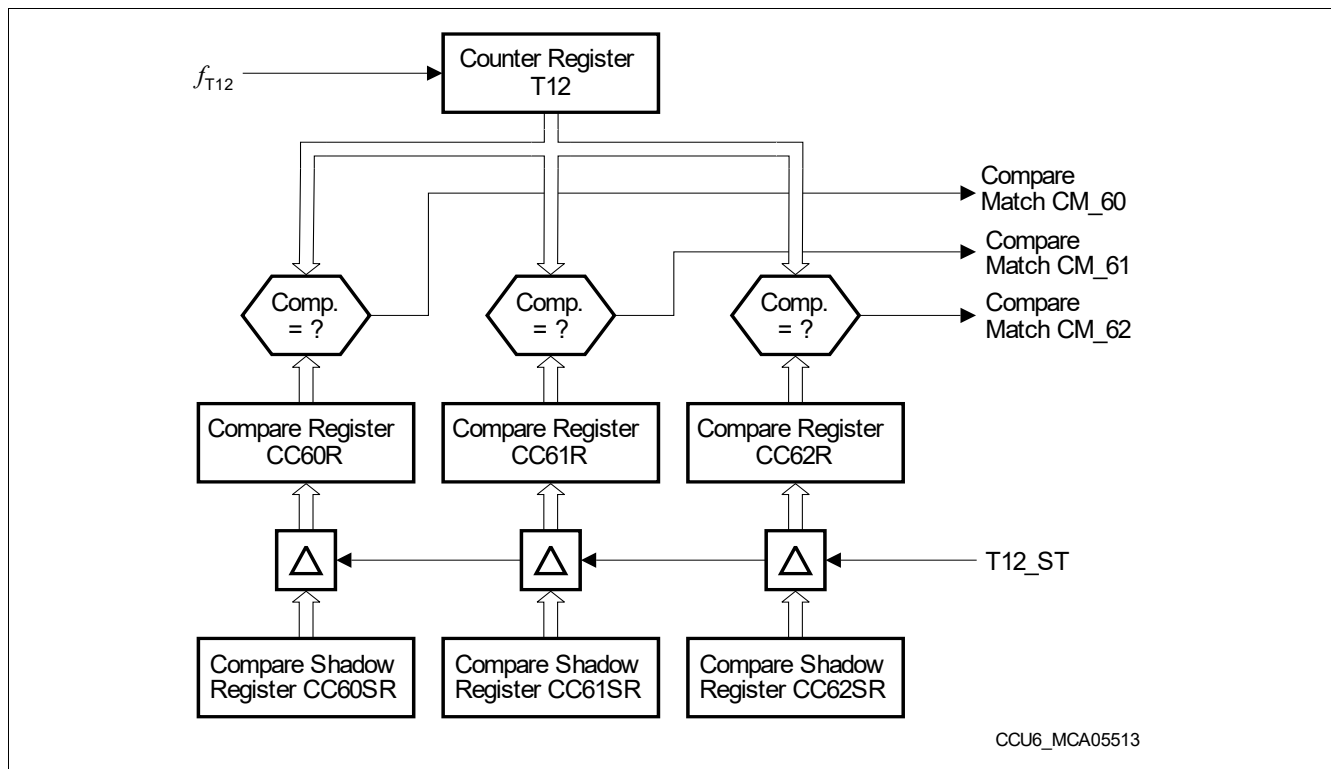 Counter Register
T12
fT12
Compare
Match CM_60
Compare
Match CM_61
Compare
Match CM_62
Comp.
= ?
Comp.
= ?
Comp.
= ?
Compare Register
CC60R
Compare Register
CC61R
Compare Register
CC62R
T12_ST
Compare Shadow
Register CC60SR
Compare Shadow
Register CC61SR
Compare Shadow
Register CC62SR
CCU6_MCA05513